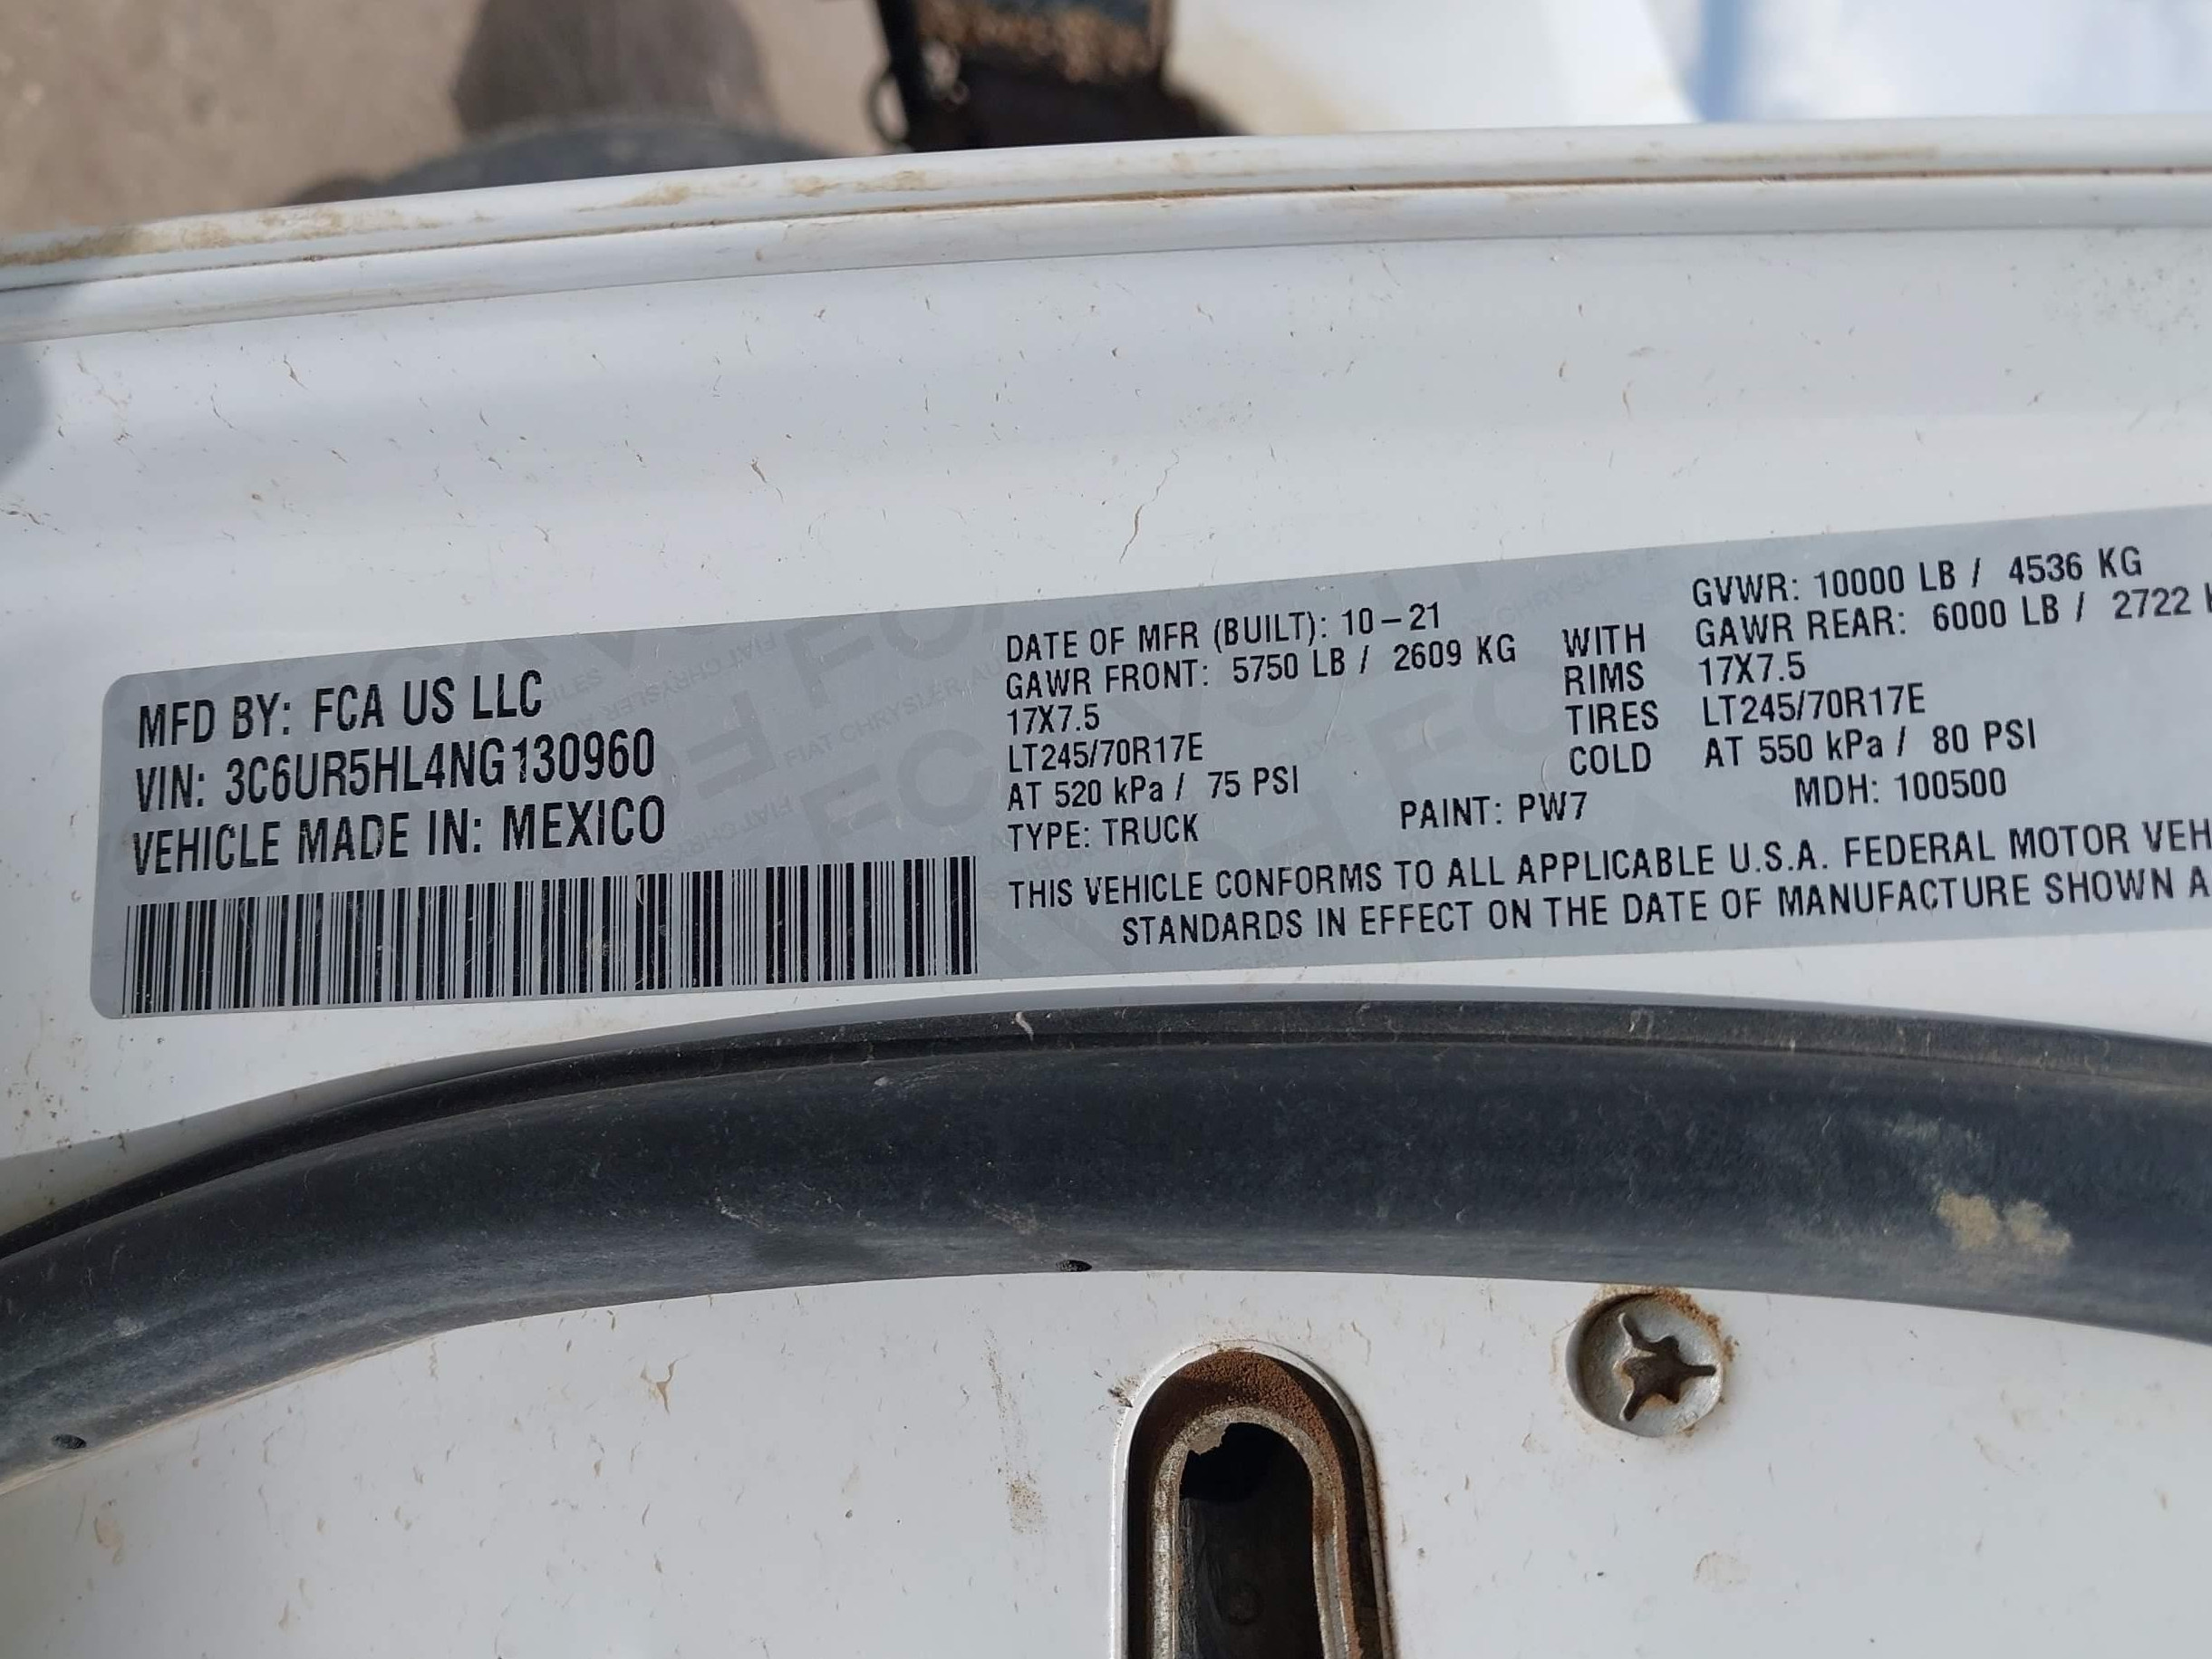 MFD BY: FCA US LLC
VIN: 3C6UR5HL4NG130960
VEHICLE MADE IN: MEXICO
DATE OF MFR (BUILT): 10-21
GVWR: 10000 LB / 4536 KG
GAWR FRONT: 5750 LB / 2609 KG WITH GAWR REAR: 6000 LB / 2722
17X7.5 RIMS 17X7.5
LT245/70R17E TIRES LT245/70R17E
AT 520 kPa / 75 PSI COLD AT 550 kPa / 80 PSI
TYPE: TRUCK PAINT: PW7 MDH: 100500
THIS VEHICLE CONFORMS TO ALL APPLICABLE U.S.A. FEDERAL MOTOR VEH
STANDARDS IN EFFECT ON THE DATE OF MANUFACTURE SHOWN A